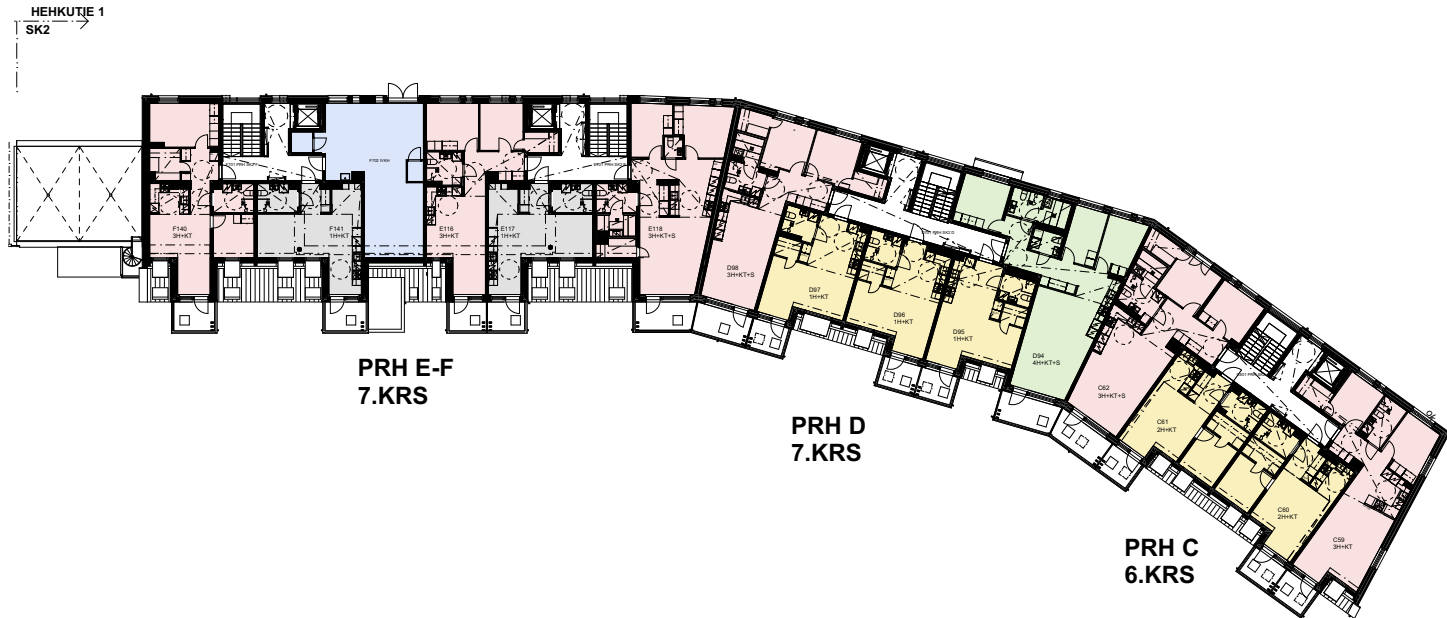 HEHKUTIE 1
SK2
F140
3H+KT
F141
1H+KT
E116
3H+KT
E117
1H+KT
E118
3H+KT+S
D98
3H+KT+S
D97
1H+KT
D96
1H+KT
D95
1H+KT
D94
4H+KT+S
C62
3H+KT+S
C61
2H+KT
C60
2H+KT
C59
3H+KT
PRH E-F
7.KRS
PRH D
7.KRS
PRH C
6.KRS